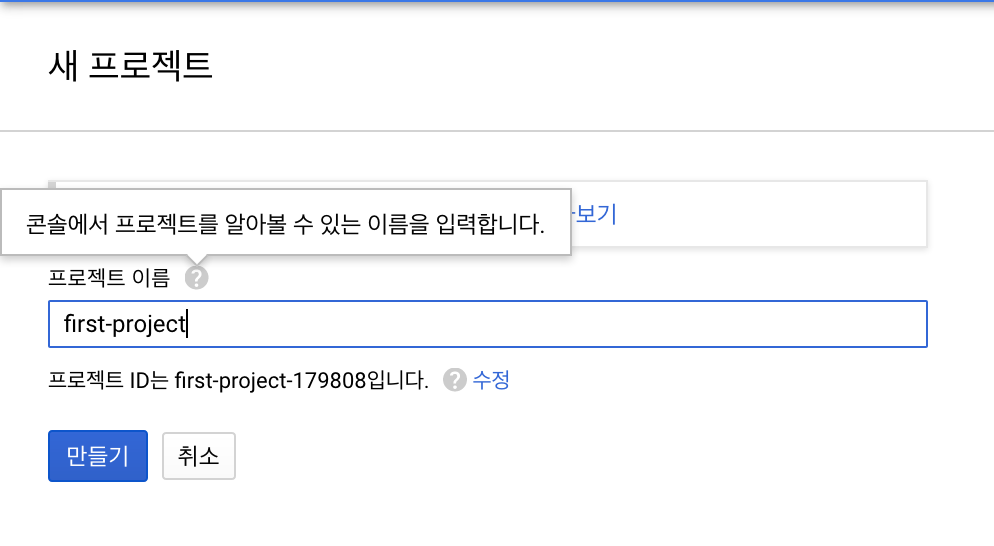 새 프로젝트
콘솔에서 프로젝트를 알아볼 수 있는 이름을 입력합니다.
보기
프로젝트 이름 ?
first-project
프로젝트 ID는 first-project-179808입니다. ? 수정
만들기 취소